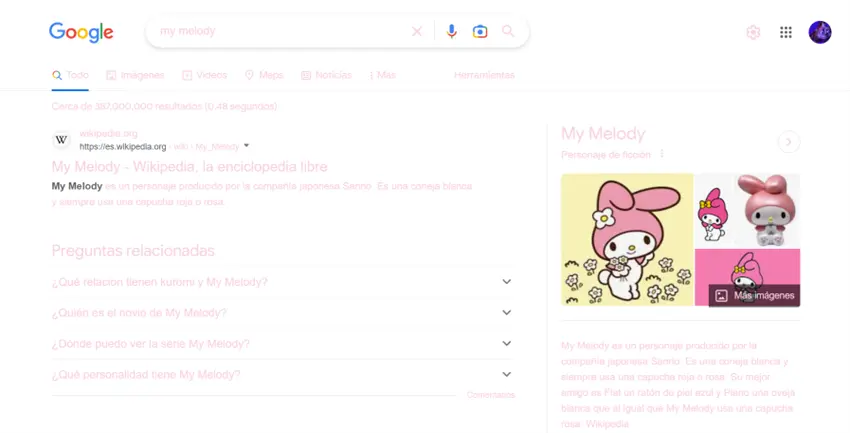 Google
my melody
Todo Imágenes Videos Maps Noticias Más Herramientas
Cerca de 387,000,000 resultados (0.48 segundos)
W wikipedia.org
https://es.wikipedia.org › wiki › My_Melody
My Melody - Wikipedia, la enciclopedia libre
My Melody es un personaje producido por la compañía japonesa Sanrio. Es una coneja blanca
y siempre usa una capucha roja o rosa.
Preguntas relacionadas
¿Qué relación tienen kuromi y My Melody?
¿Quién es el novio de My Melody?
¿Dónde puedo ver la serie My Melody?
¿Qué personalidad tiene My Melody?
Comentarios
My Melody
Personaje de ficción
Más imágenes
My Melody es un personaje producido por la
compañía japonesa Sanrio. Es una coneja blanca y
siempre usa una capucha roja o rosa. Su mejor
amigo es Flat un ratón de piel azul y Piano una oveja
blanca que al igual que My Melody usa una capucha
rosa. Wikipedia